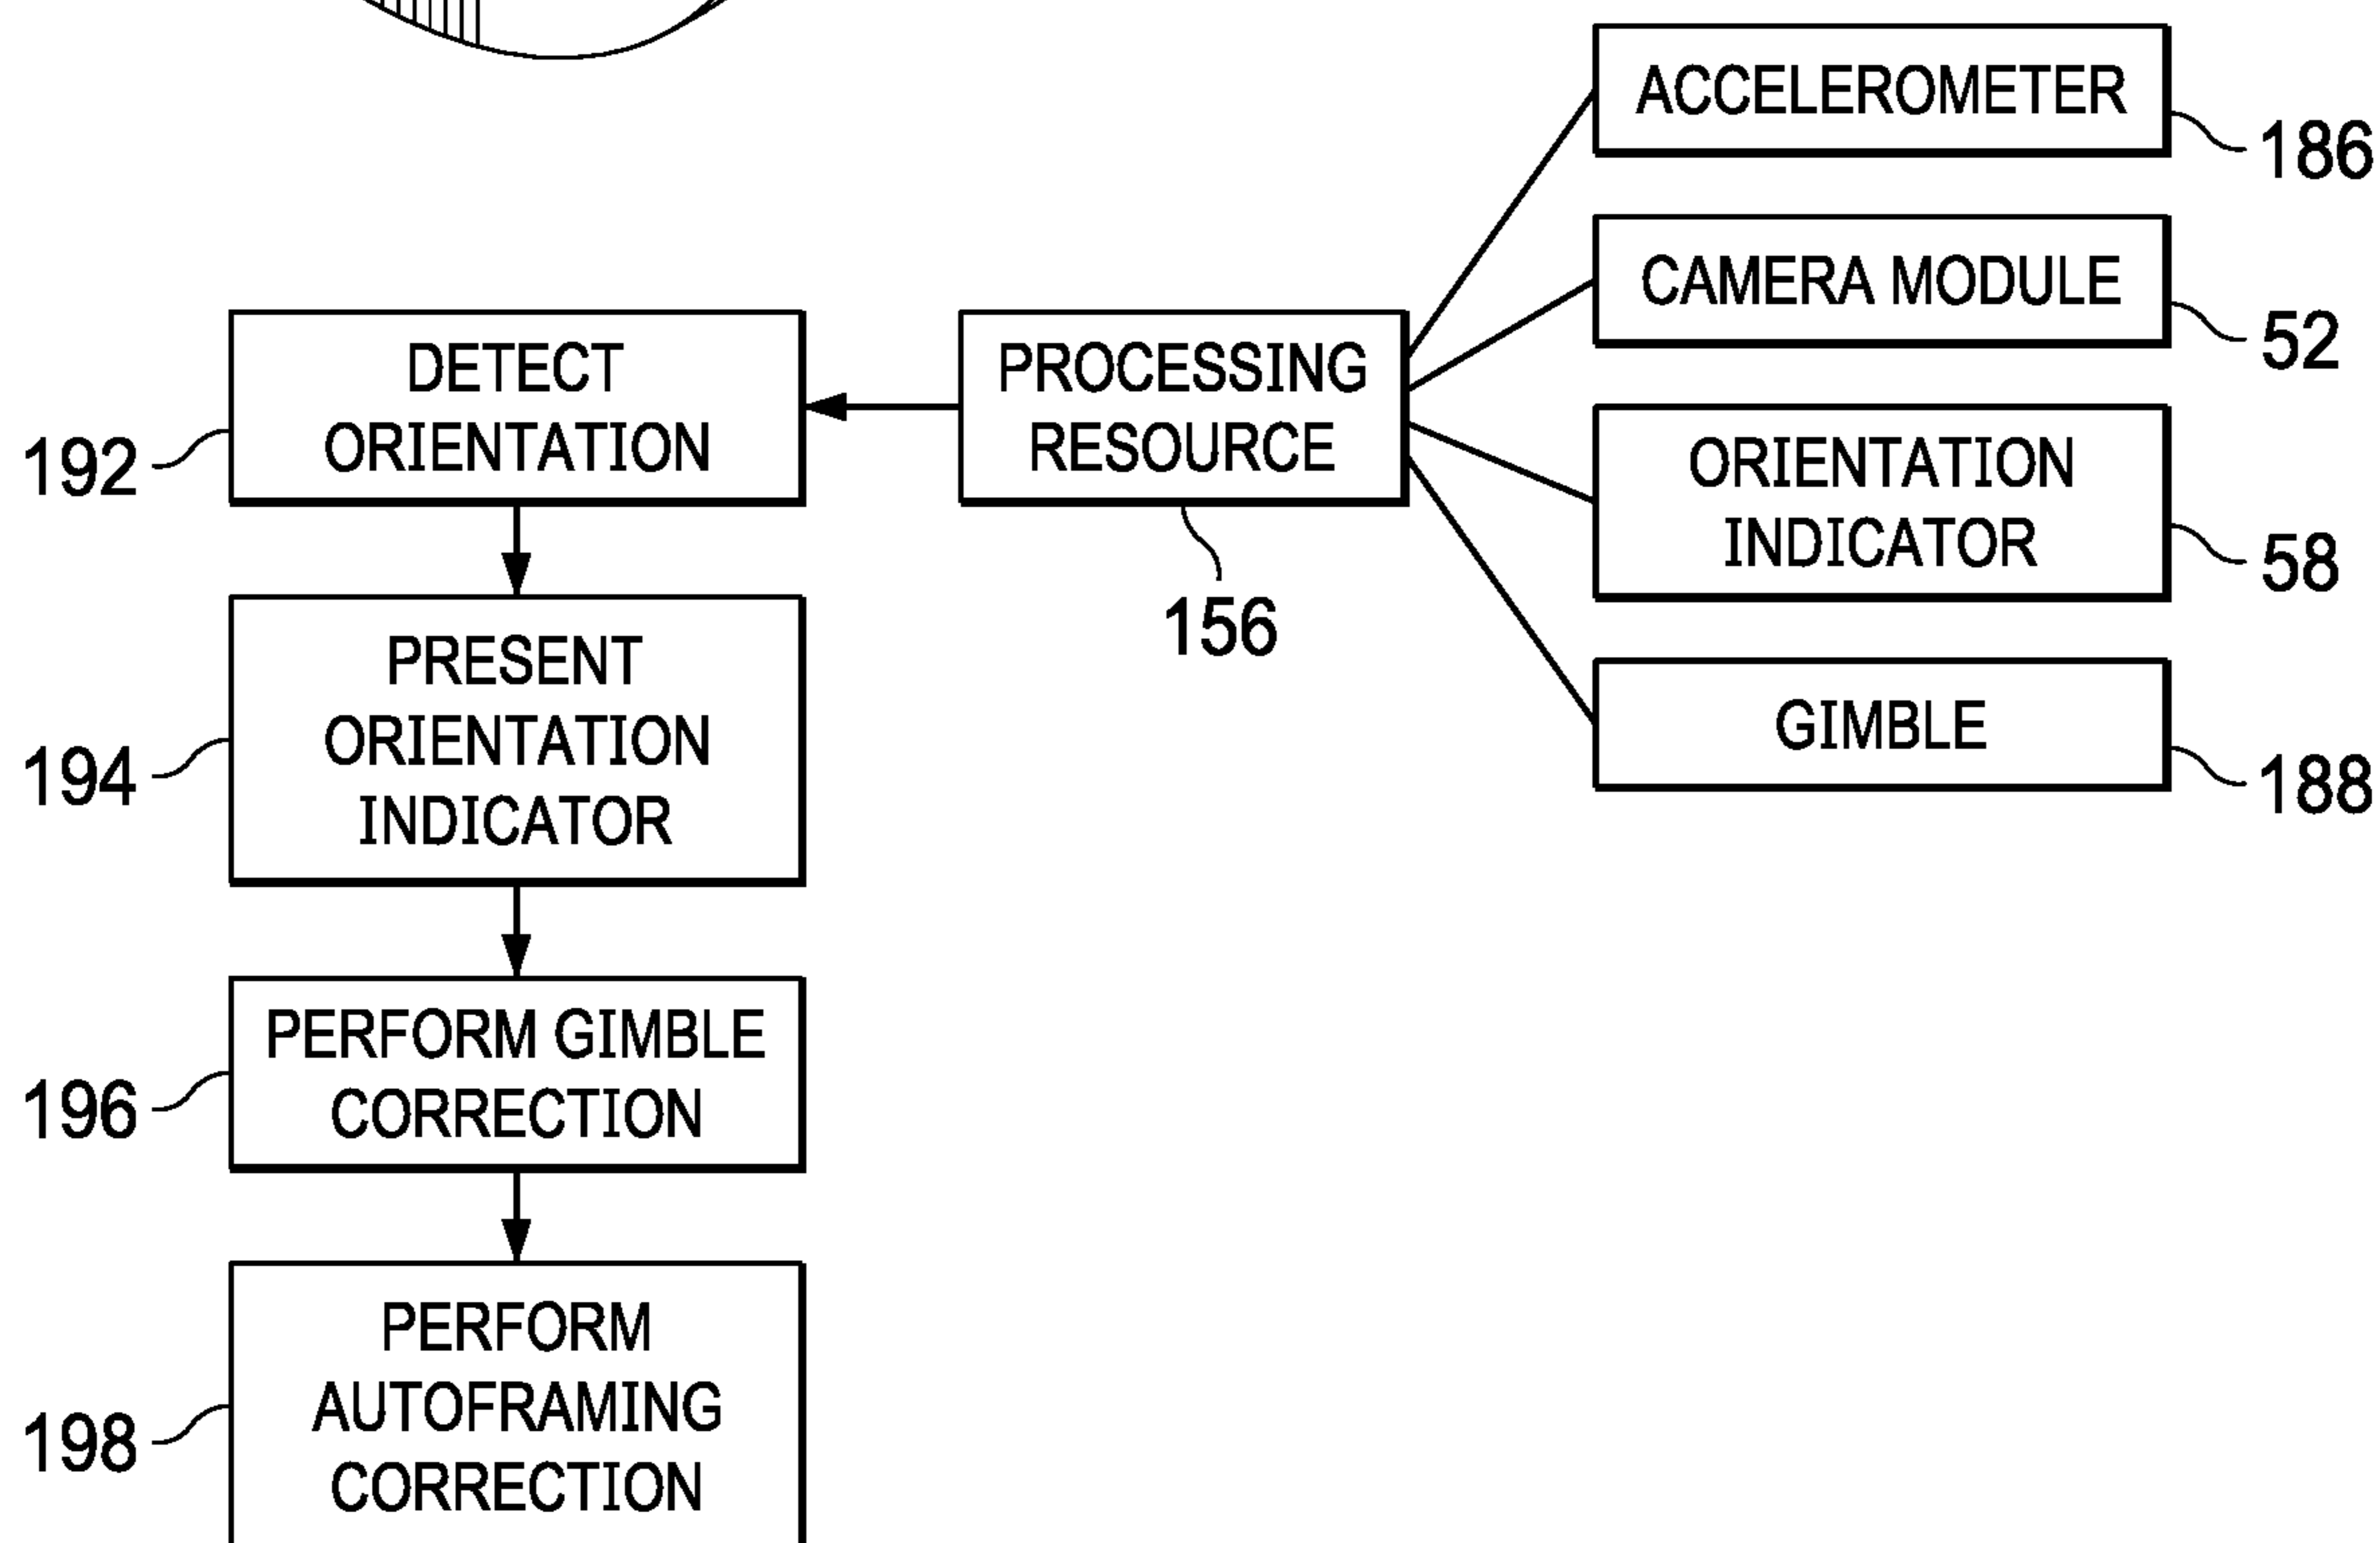 ACCELEROMETER
186
CAMERA MODULE
52
DETECT
ORIENTATION
192
PROCESSING
RESOURCE
156
ORIENTATION
INDICATOR
58
PRESENT
ORIENTATION
INDICATOR
194
GIMBLE
188
PERFORM GIMBLE
CORRECTION
196
PERFORM
AUTOFRAMING
CORRECTION
198